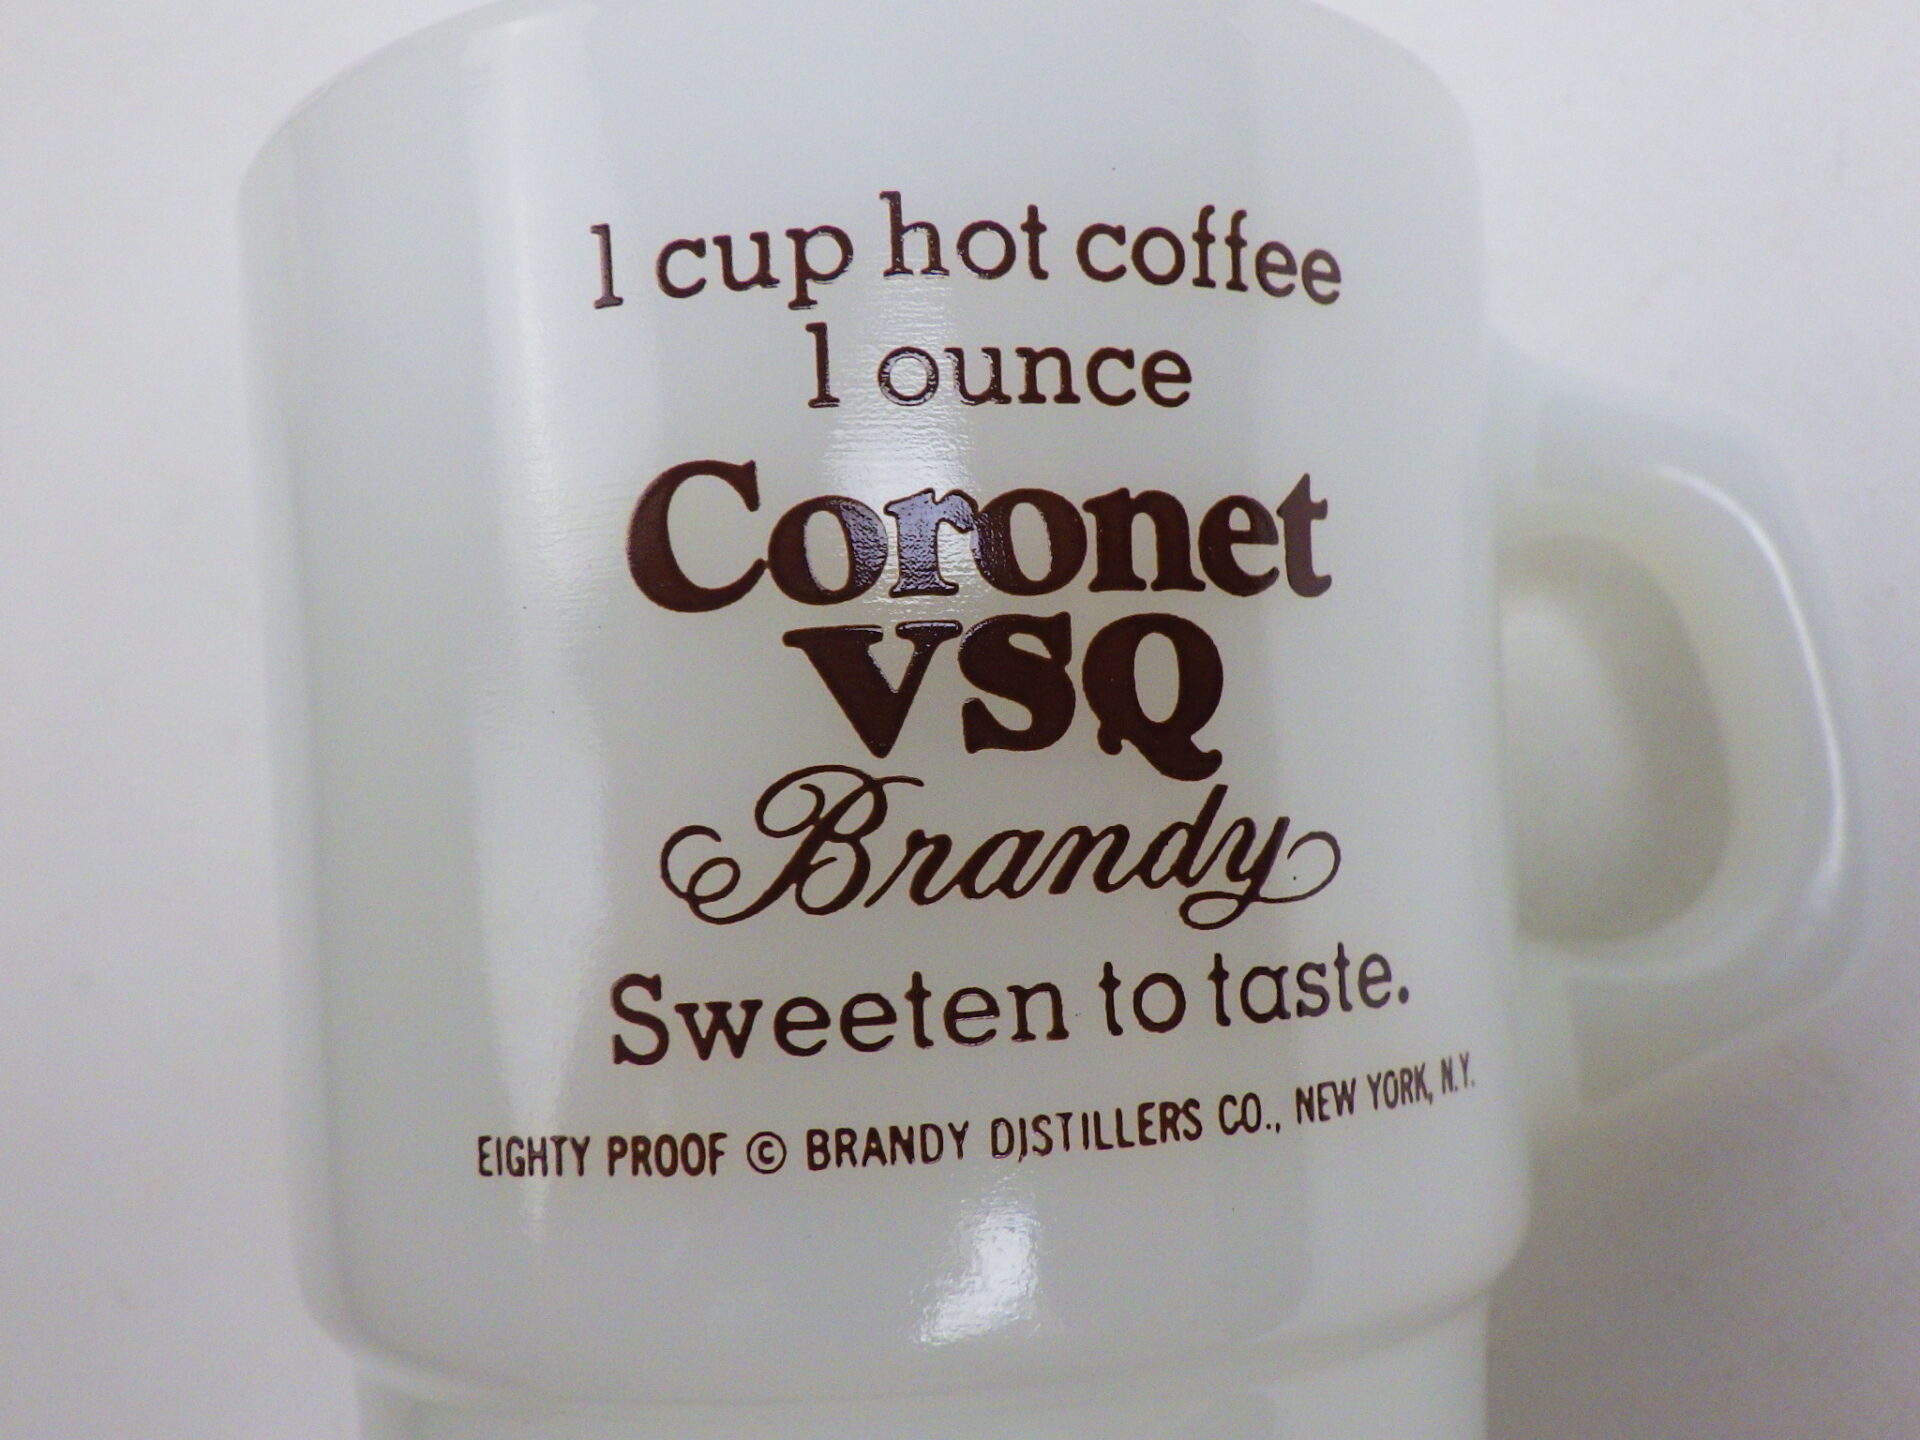 1 cup hot coffee
1 ounce
Coronet
VSQ
Brandy
Sweeten to taste.
EIGHTY PROOF © BRANDY DISTILLERS CO., NEW YORK, N.Y.